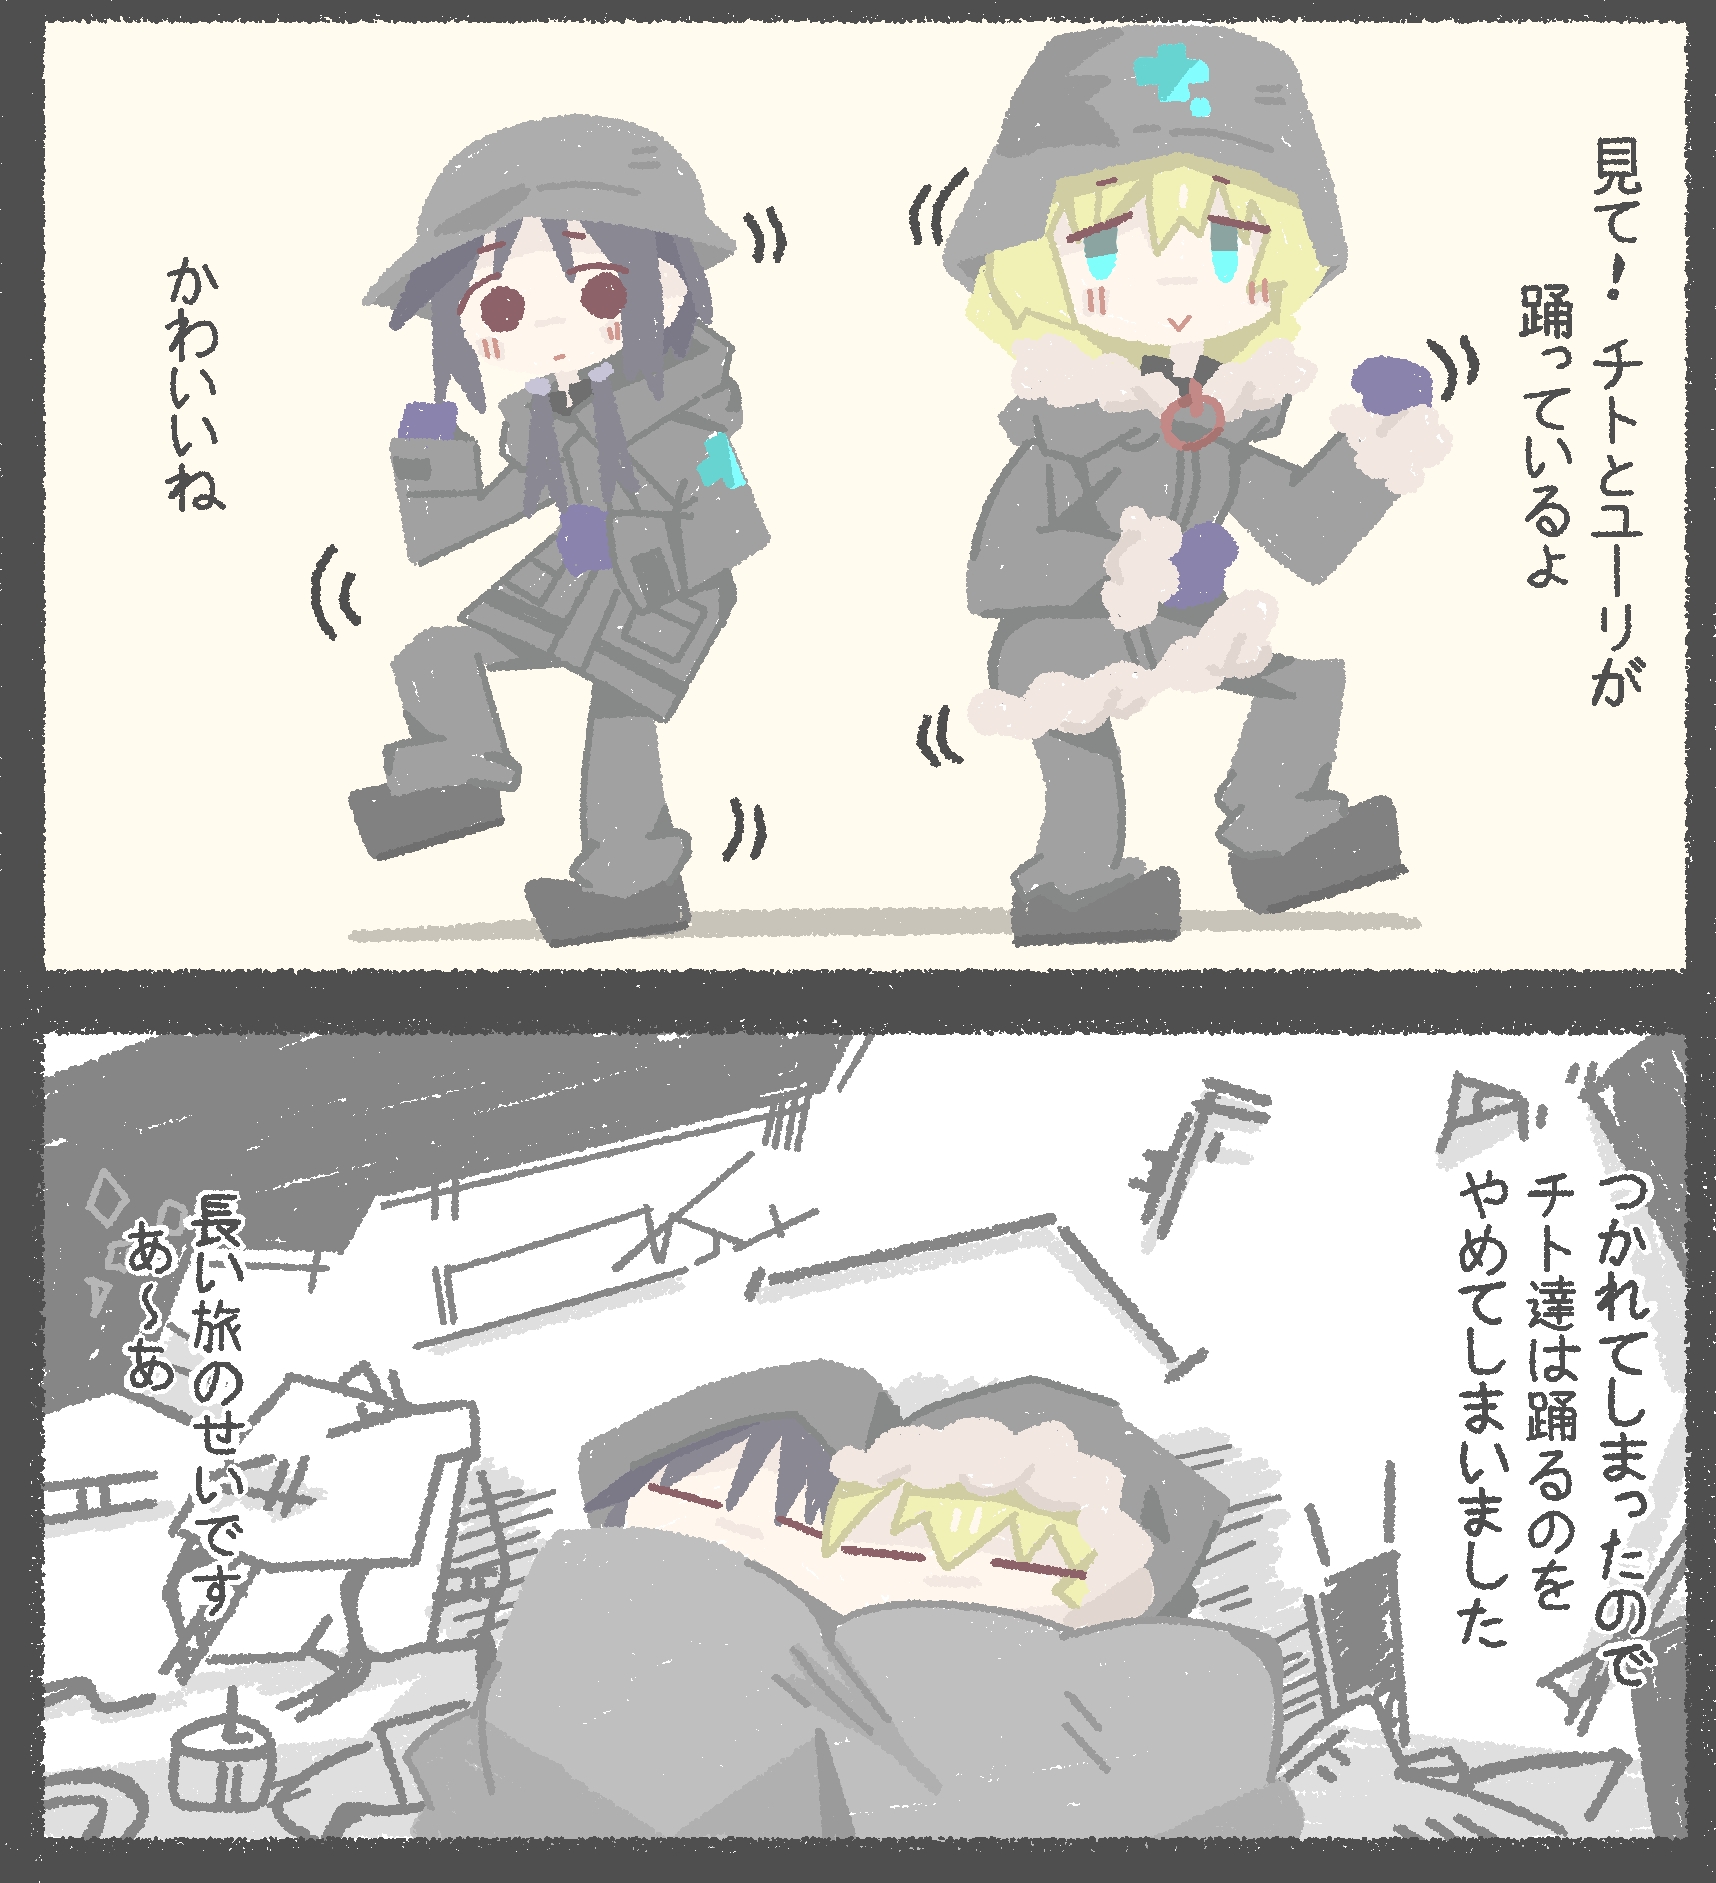 見て！チトとユーリが
踊っているよ
かわいいね
つかれてしまったので
チト達は踊るのを
やめてしまいました
長い旅のせいです
あ〜あ